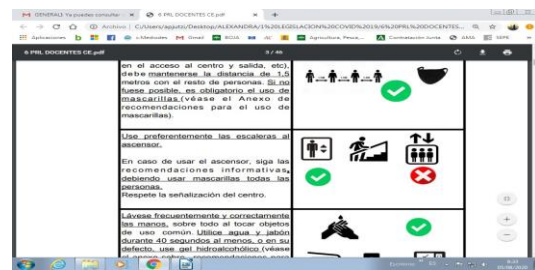 GENERALI: Ya puedes consultar
6 PRL DOCENTES CE.pdf
Archivo | C:/Users/
Aplicaciones
Gmail
BOJA
Agricultura, Pesca,...
Contratación Junta
AMA
SEPE
6 PRL DOCENTES CE.pdf
3 / 46
en el acceso al centro y salida, etc),
debe mantenerse la distancia de 1,5
metros con el resto de personas. Si no
fuese posible, es obligatorio el uso de
mascarillas (véase el Anexo de
recomendaciones para el uso de
mascarillas).
Use preferentemente las escaleras al
ascensor.
En caso de usar el ascensor, siga las
recomendaciones informativas,
debiendo usar mascarillas todas las
personas.
Respete la señalización del centro.
Lávese frecuentemente y correctamente
las manos, sobre todo al tocar objetos
de uso común. Utilice agua y jabón
durante 40 segundos al menos, o en su
defecto, use gel hidroalcohólico (véase